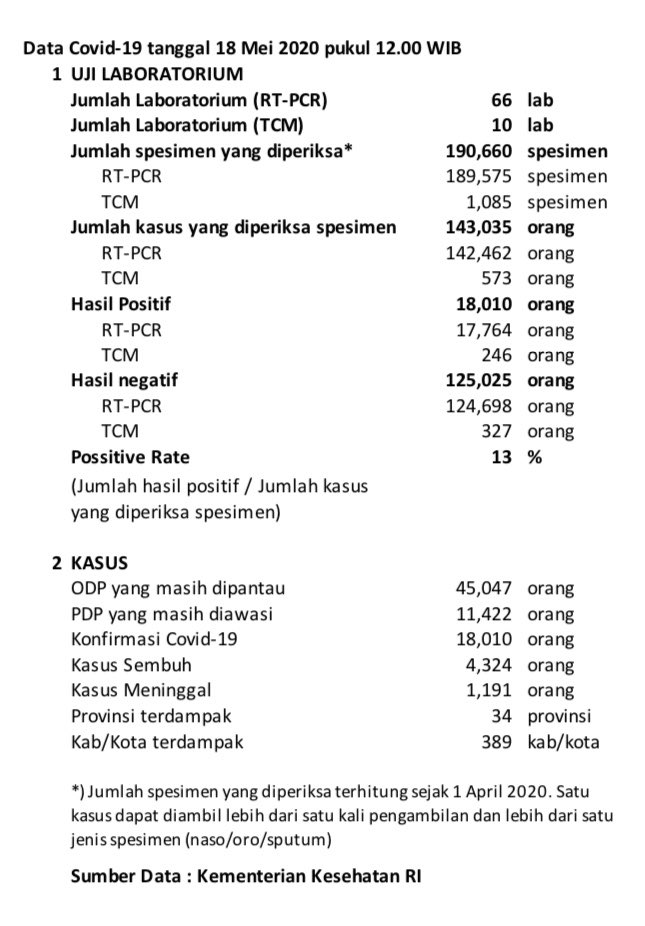 Data Covid-19 tanggal 18 Mei 2020 pukul 12.00 WIB
1 UJI LABORATORIUM
Jumlah Laboratorium (RT-PCR) 66 lab
Jumlah Laboratorium (TCM) 10 lab
Jumlah spesimen yang diperiksa* 190,660 spesimen
RT-PCR 189,575 spesimen
TCM 1,085 spesimen
Jumlah kasus yang diperiksa spesimen 143,035 orang
RT-PCR 142,462 orang
TCM 573 orang
Hasil Positif 18,010 orang
RT-PCR 17,764 orang
TCM 246 orang
Hasil negatif 125,025 orang
RT-PCR 124,698 orang
TCM 327 orang
Possitive Rate 13 %
(Jumlah hasil positif / Jumlah kasus
yang diperiksa spesimen)
2 KASUS
ODP yang masih dipantau 45,047 orang
PDP yang masih diawasi 11,422 orang
Konfirmasi Covid-19 18,010 orang
Kasus Sembuh 4,324 orang
Kasus Meninggal 1,191 orang
Provinsi terdampak 34 provinsi
Kab/Kota terdampak 389 kab/kota
*) Jumlah spesimen yang diperiksa terhitung sejak 1 April 2020. Satu
kasus dapat diambil lebih dari satu kali pengambilan dan lebih dari satu
jenis spesimen (naso/oro/sputum)
Sumber Data : Kementerian Kesehatan RI